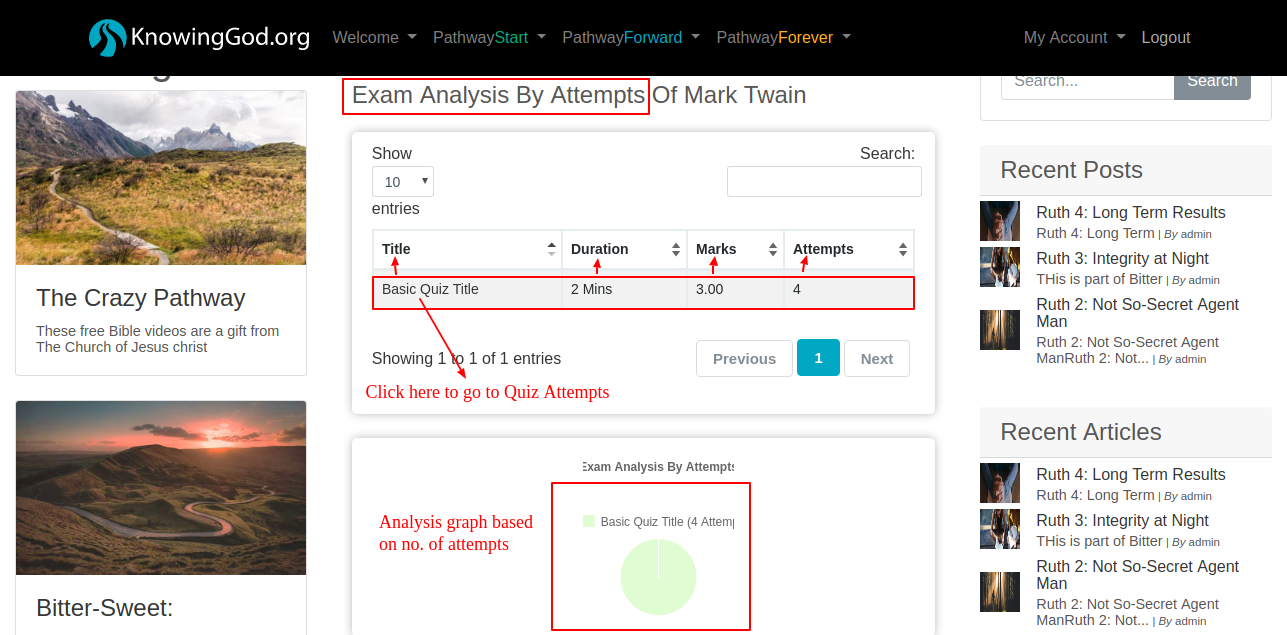 KnowingGod.org
Welcome
PathwayStart
PathwayForward
PathwayForever
My Account
Logout
The Crazy Pathway
These free Bible videos are a gift from
The Church of Jesus christ
Bitter-Sweet:
Exam Analysis By Attempts Of Mark Twain
Show
10
entries
Search:
Title Duration Marks Attempts
Basic Quiz Title 2 Mins 3.00 4
Showing 1 to 1 of 1 entries
Previous 1 Next
Click here to go to Quiz Attempts
Exam Analysis By Attempts
Analysis graph based
on no. of attempts
Basic Quiz Title (4 Attemp
Search... Search
Recent Posts
Ruth 4: Long Term Results
Ruth 4: Long Term | By admin
Ruth 3: Integrity at Night
THis is part of Bitter | By admin
Ruth 2: Not So-Secret Agent
Man
Ruth 2: Not So-Secret Agent
ManRuth 2: Not... | By admin
Recent Articles
Ruth 4: Long Term Results
Ruth 4: Long Term | By admin
Ruth 3: Integrity at Night
THis is part of Bitter | By admin
Ruth 2: Not So-Secret Agent
Man
Ruth 2: Not So-Secret Agent
ManRuth 2: Not... | By admin